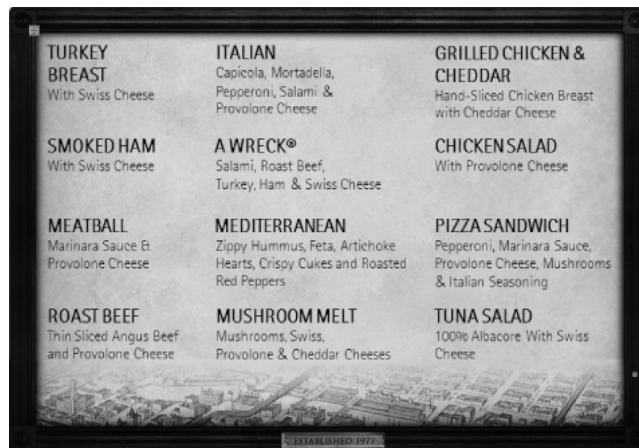 TURKEY
BREAST
With Swiss Cheese
ITALIAN
Capicola, Mortadella,
Pepperoni, Salami &
Provolone Cheese
GRILLED CHICKEN &
CHEDDAR
Hand-Sliced Chicken Breast
with Cheddar Cheese
SMOKED HAM
With Swiss Cheese
A WRECK®
Salami, Roast Beef,
Turkey, Ham & Swiss Cheese
CHICKEN SALAD
With Provolone Cheese
MEATBALL
Marinara Sauce &
Provolone Cheese
MEDITERRANEAN
Zippy Hummus, Feta, Artichoke
Hearts, Crispy Cukes and Roasted
Red Peppers
PIZZA SANDWICH
Pepperoni, Marinara Sauce,
Provolone Cheese, Mushrooms
& Italian Seasoning
ROAST BEEF
Thin Sliced Angus Beef
and Provolone Cheese
MUSHROOM MELT
Mushrooms, Swiss,
Provolone & Cheddar Cheeses
TUNA SALAD
100% Albacore With Swiss
Cheese
ESTABLISHED 1977